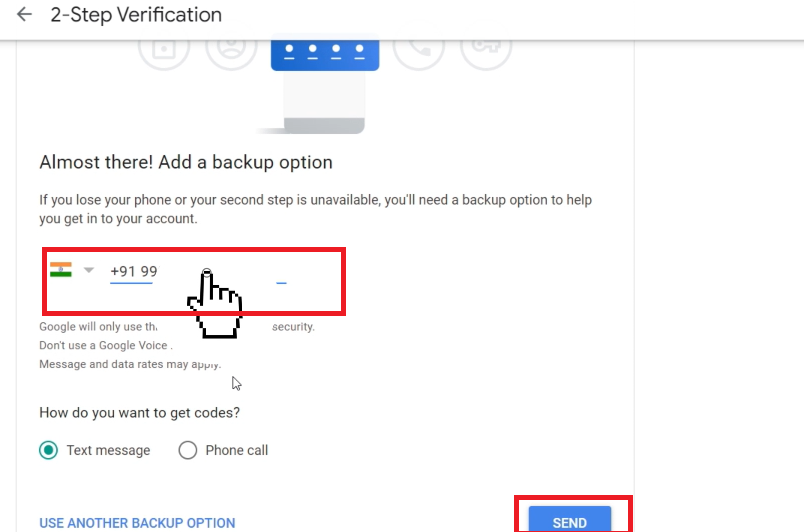 2-Step Verification
Almost there! Add a backup option
If you lose your phone or your second step is unavailable, you'll need a backup option to help
you get in to your account.
+91 99
Google will only use security.
Don't use a Google Voice .
Message and data rates may apply.
How do you want to get codes?
Text message Phone call
USE ANOTHER BACKUP OPTION SEND